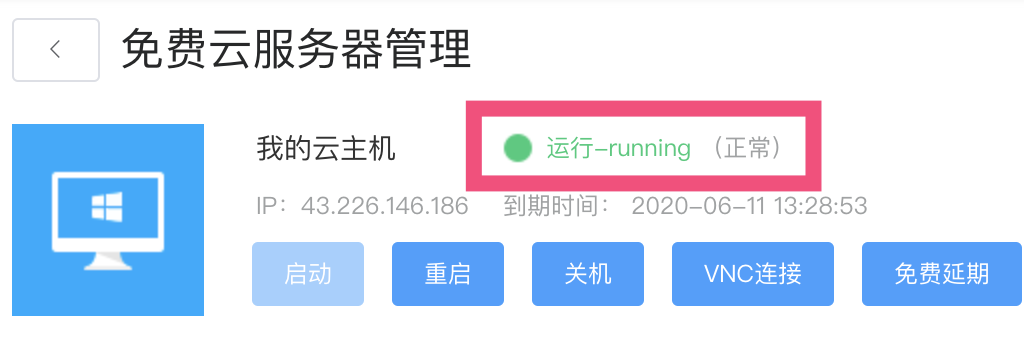 免费云服务器管理
我的云主机 运行-running （正常）
IP：43.226.146.186 到期时间： 2020-06-11 13:28:53
启动 重启 关机 VNC连接 免费延期